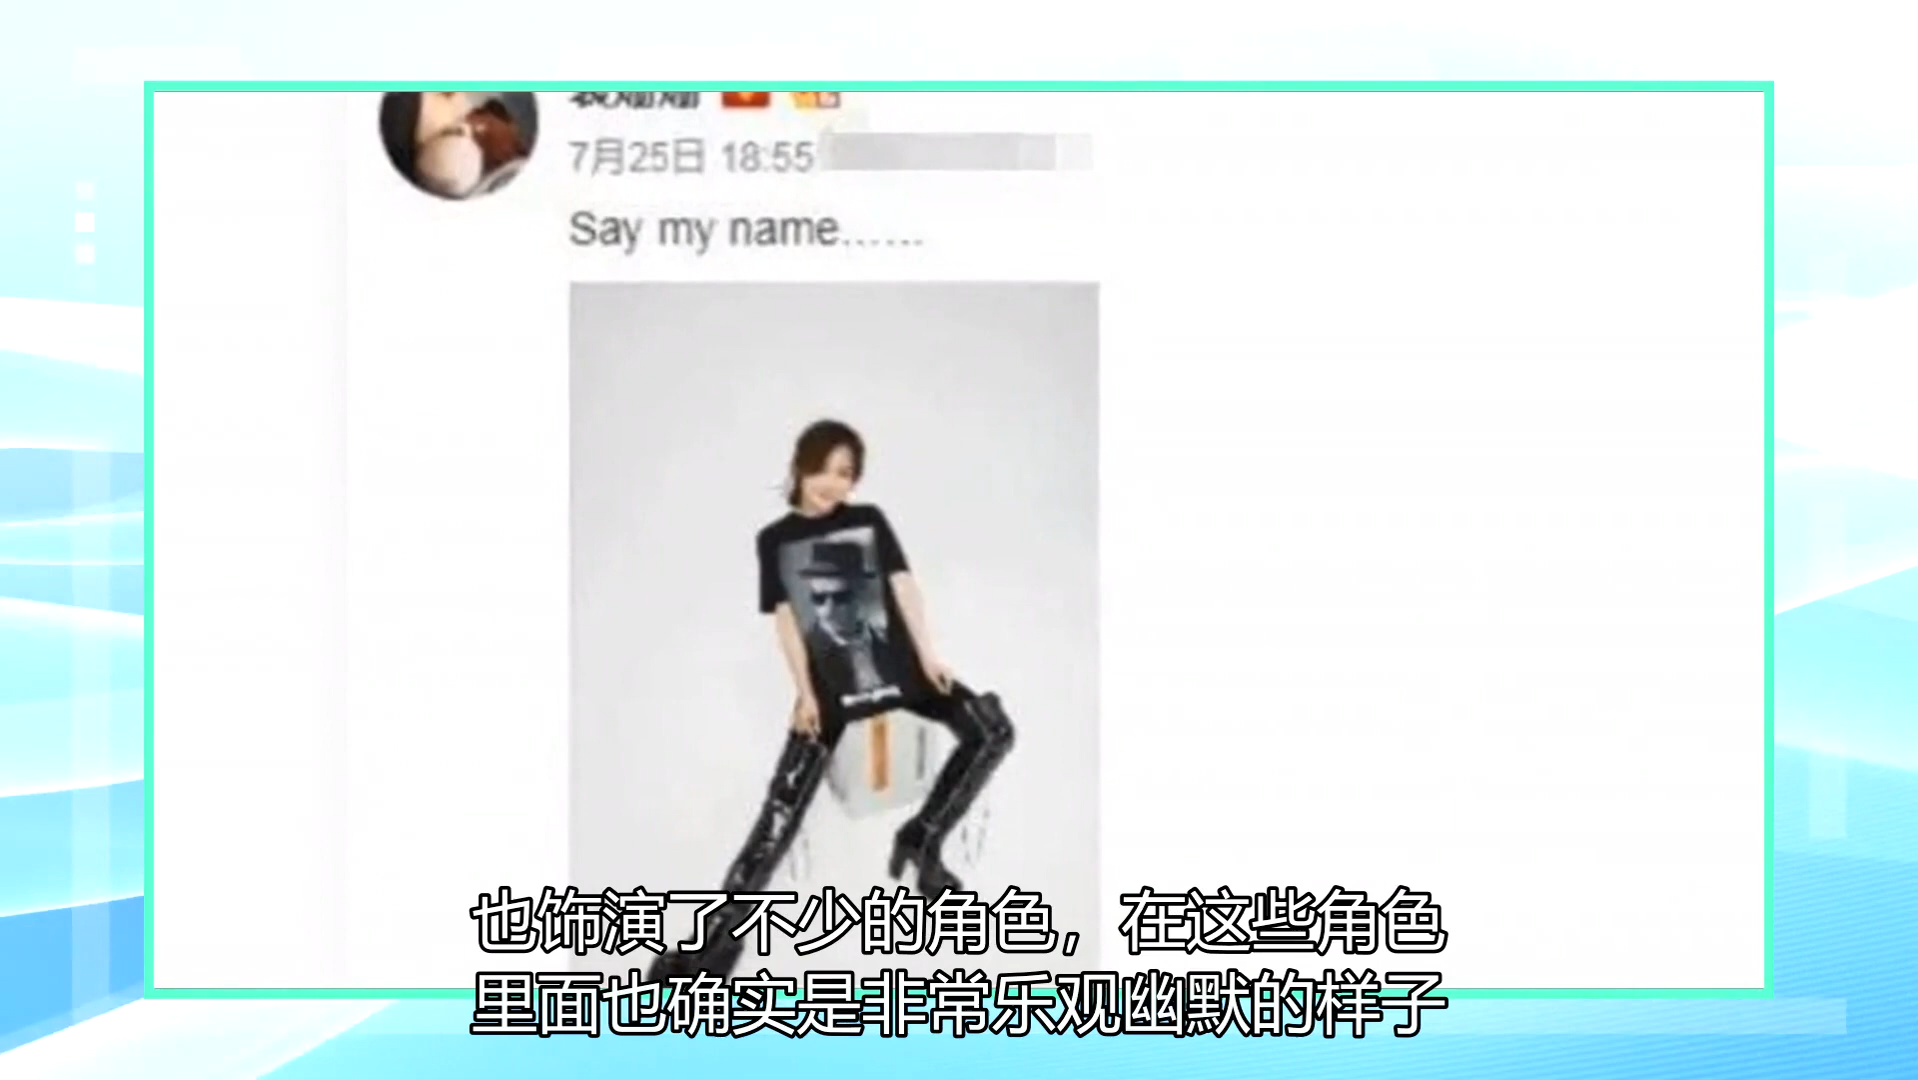 7月25日 18:55
Say my name......
也饰演了不少的角色，在这些角色
里面也确实是非常乐观幽默的样子